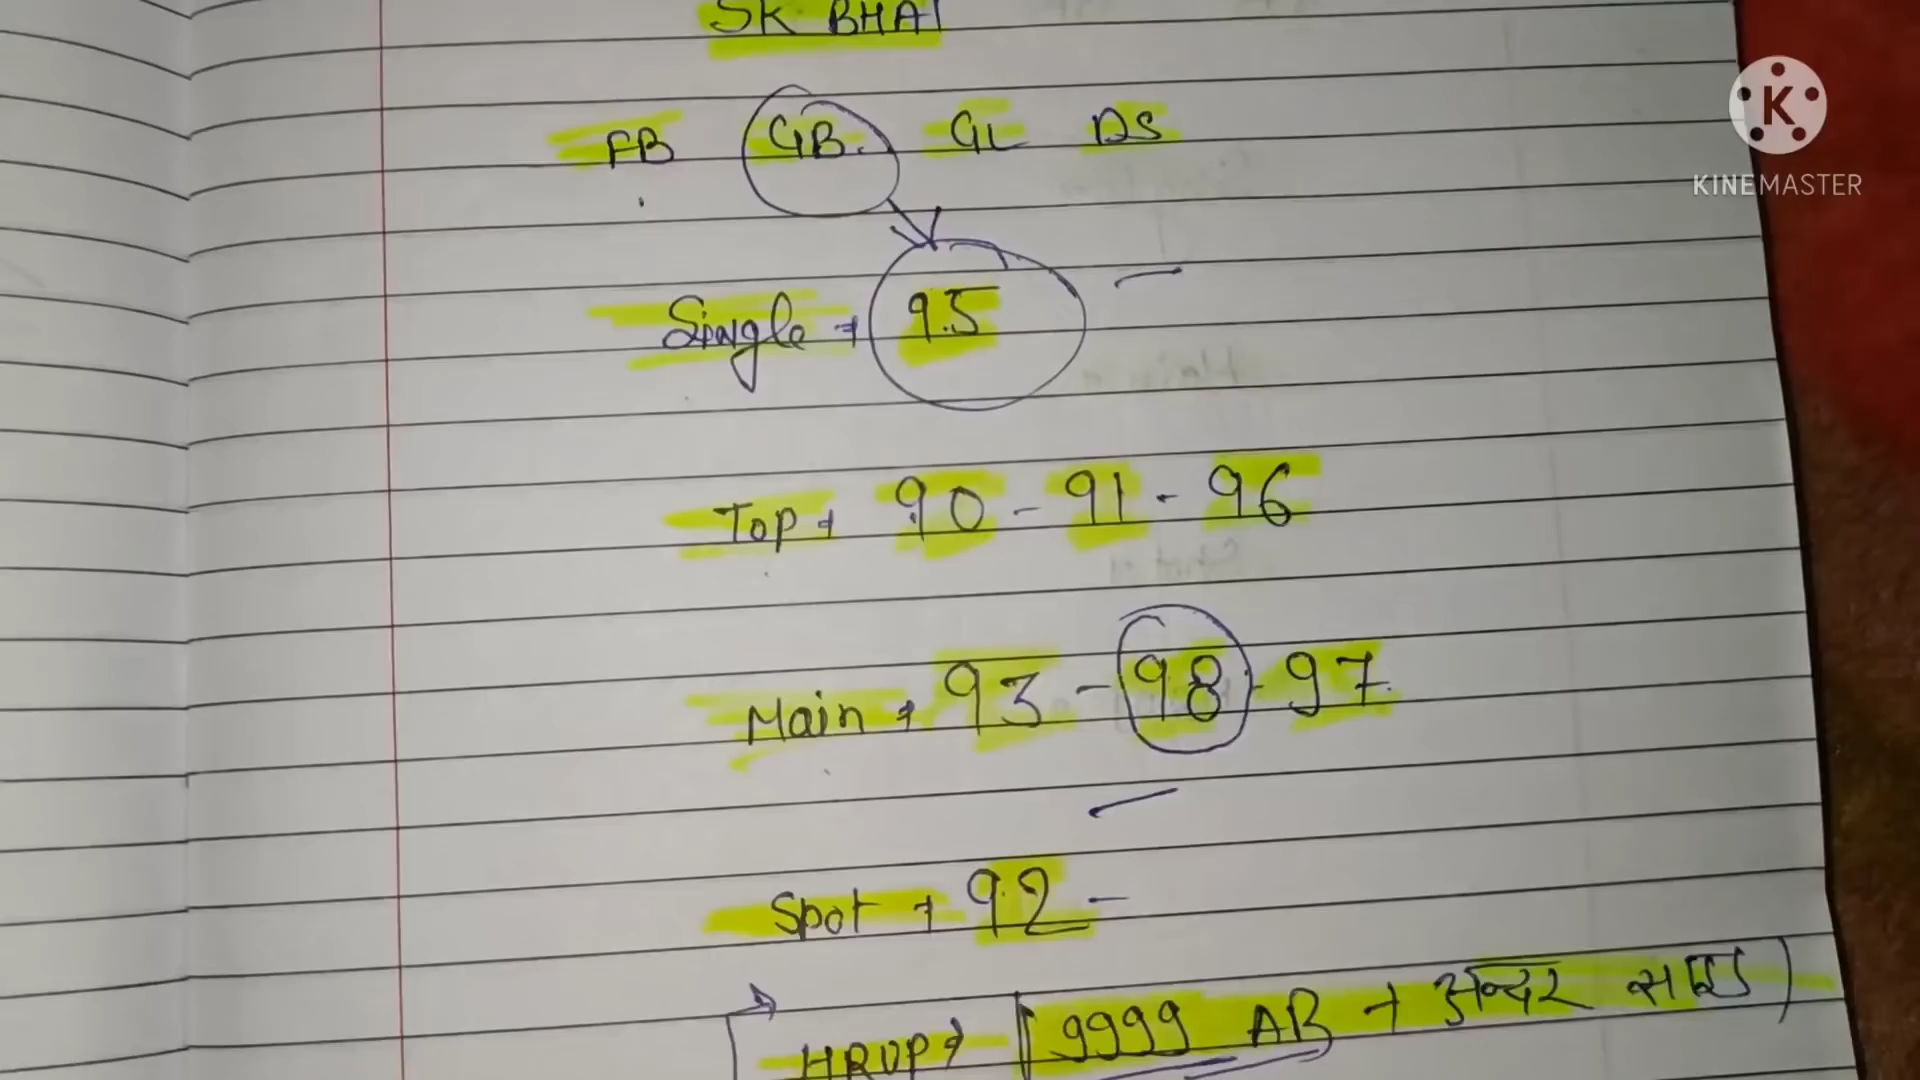 SK BHAI
FB GB. GL DS
K
KINEMASTER
Single → 95
Top → 90 - 91 - 96
Main → 93 - 98 - 97
Spot → 92 -
HRUP → 9999 AB + अन्दर